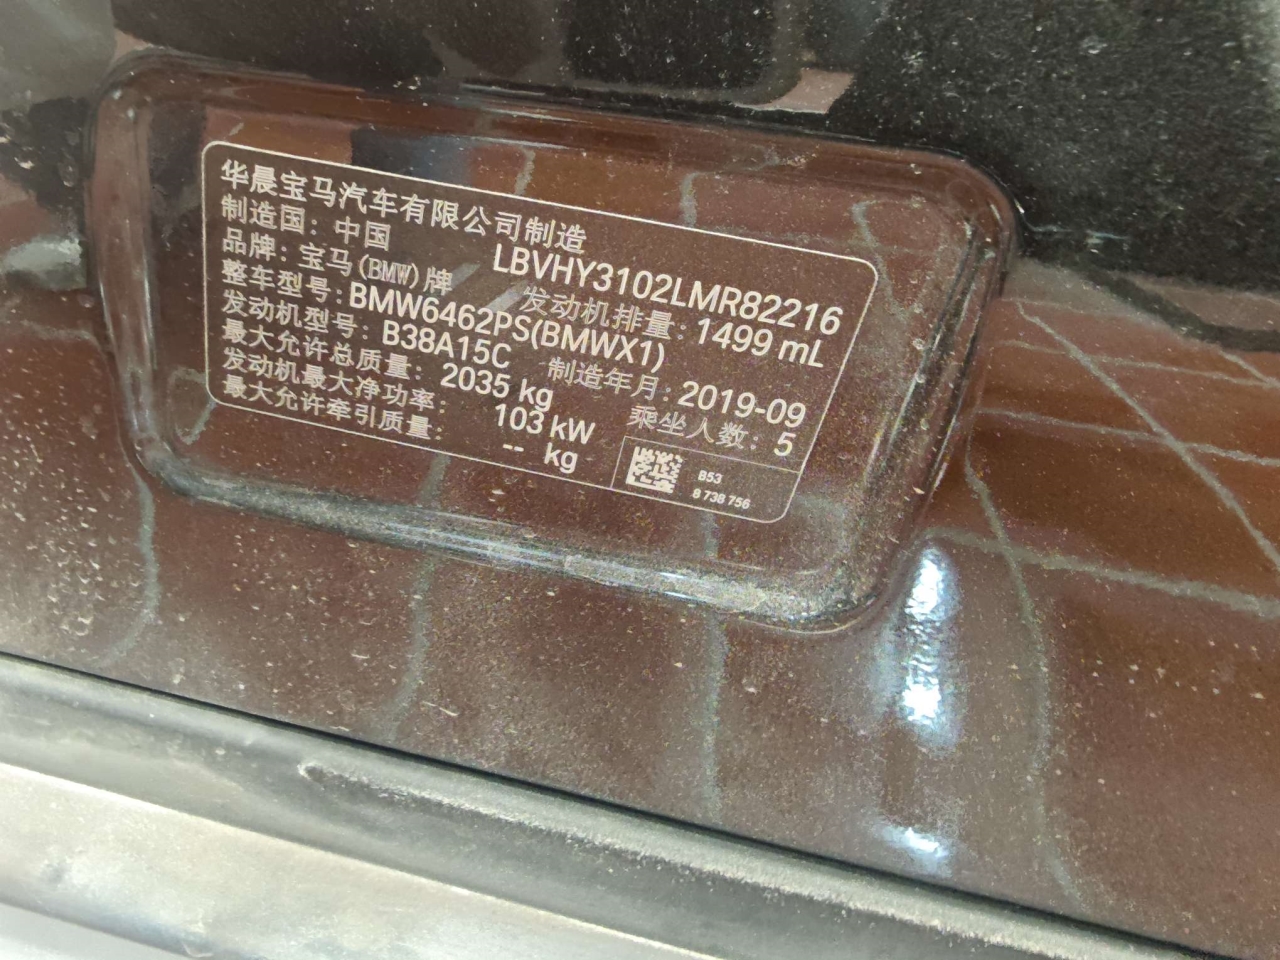 华晨宝马汽车有限公司制造
制造国：中国
LBVHY3102LMR82216
品牌：宝马(BMW)牌
发动机排量：1499 mL
整车型号：BMW6462PS(BMWX1)
发动机型号：B38A15C
制造年月：2019-09
最大允许总质量：2035 kg
乘坐人数：5
发动机最大净功率：103 kW
最大允许牵引质量：-- kg
B53
8 738 756